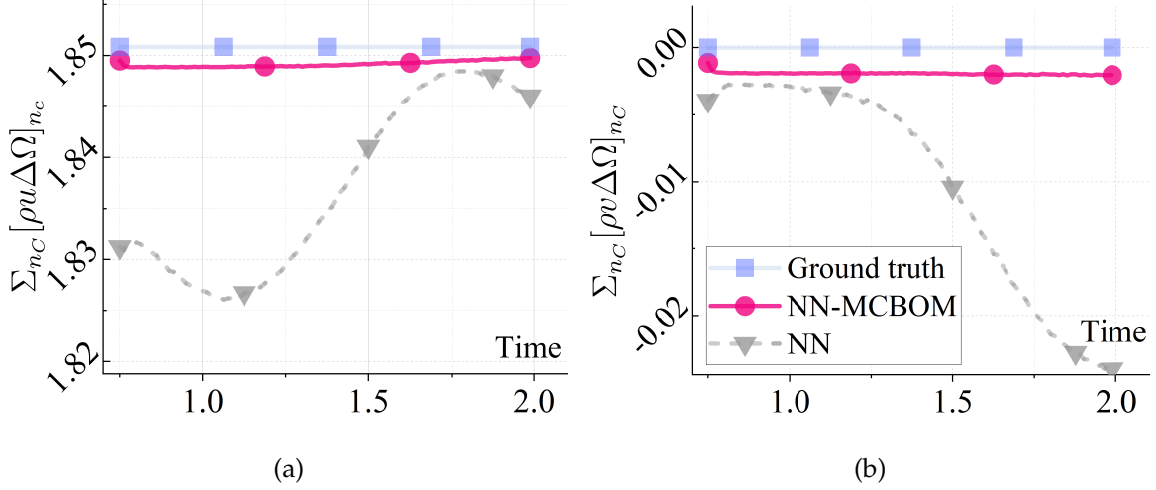 Σ_{n_C}[ρuΔΩ]_{n_c}
1.85
1.84
1.83
1.82
Time
1.0
1.5
2.0
(a)
Σ_{n_C}[ρvΔΩ]_{n_C}
0.00
-0.01
-0.02
Ground truth
NN-MCBOM
NN
Time
1.0
1.5
2.0
(b)